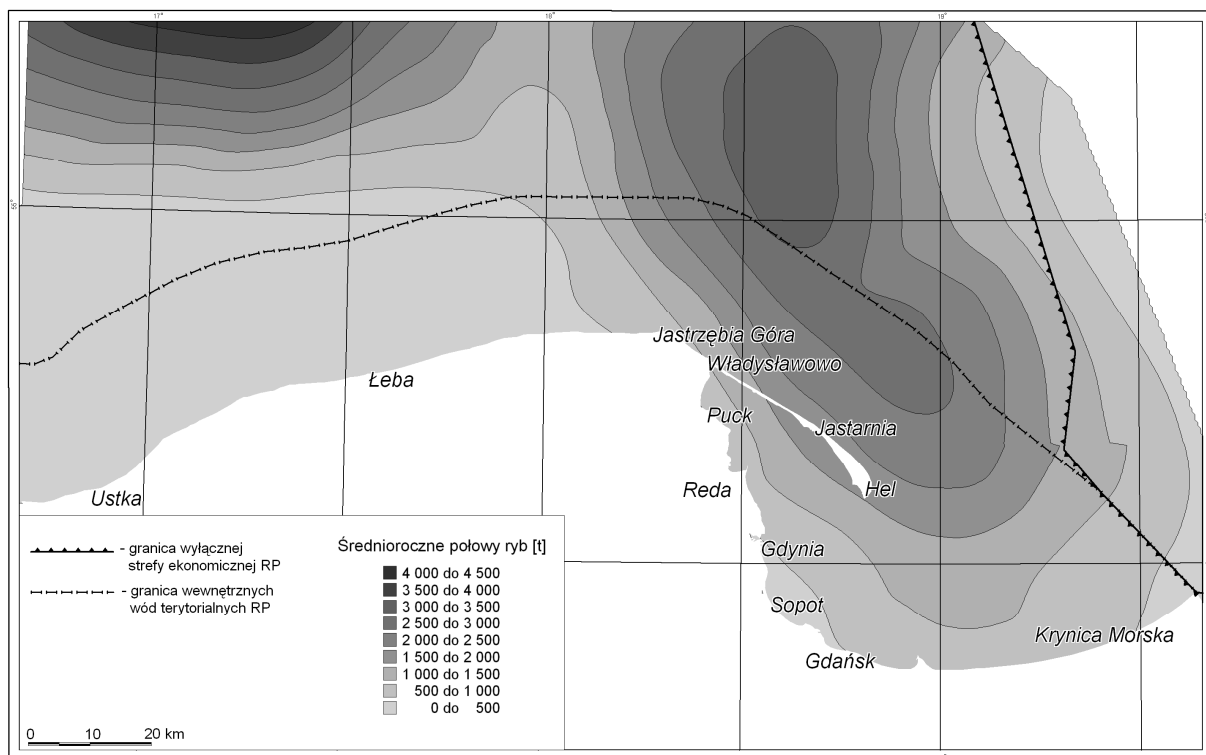 17°
18°
19°
55°
Jastrzębia Góra
Władysławowo
Łeba
Puck
Jastarnia
Ustka
Reda
Hel
Gdynia
Sopot
Krynica Morska
Gdańsk
- granica wyłącznej
strefy ekonomicznej RP
- granica wewnętrznych
wód terytorialnych RP
Średnioroczne połowy ryb [t]
4 000 do 4 500
3 500 do 4 000
3 000 do 3 500
2 500 do 3 000
2 000 do 2 500
1 500 do 2 000
1 000 do 1 500
500 do 1 000
0 do 500
0 10 20 km